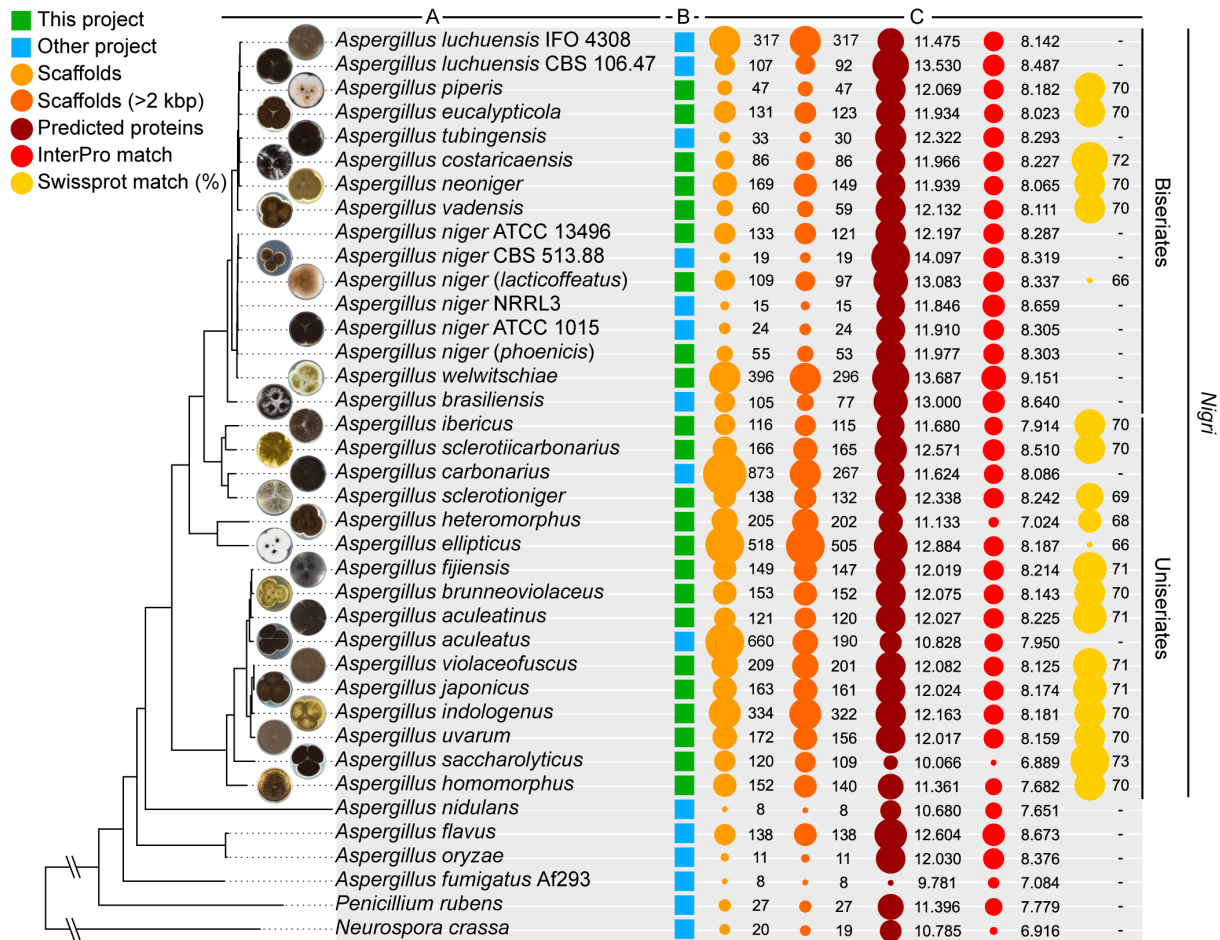 A B C
This project
Other project
Scaffolds
Scaffolds (>2 kbp)
Predicted proteins
InterPro match
Swissprot match (%)
Aspergillus luchuensis IFO 4308 317 317 11.475 8.142 -
Aspergillus luchuensis CBS 106.47 107 92 13.530 8.487 -
Aspergillus piperis 47 47 12.069 8.182 70
Aspergillus eucalypticola 131 123 11.934 8.023 70
Aspergillus tubingensis 33 30 12.322 8.293 -
Aspergillus costaricaensis 86 86 11.966 8.227 72
Aspergillus neoniger 169 149 11.939 8.065 70
Aspergillus vadensis 60 59 12.132 8.111 70
Aspergillus niger ATCC 13496 133 121 12.197 8.287 -
Aspergillus niger CBS 513.88 19 19 14.097 8.319 -
Aspergillus niger (lacticoffeatus) 109 97 13.083 8.337 66
Aspergillus niger NRRL3 15 15 11.846 8.659 -
Aspergillus niger ATCC 1015 24 24 11.910 8.305 -
Aspergillus niger (phoenicis) 55 53 11.977 8.303 -
Aspergillus welwitschiae 396 296 13.687 9.151 -
Aspergillus brasiliensis 105 77 13.000 8.640 -
Aspergillus ibericus 116 115 11.680 7.914 70
Aspergillus sclerotiicarbonarius 166 165 12.571 8.510 70
Aspergillus carbonarius 873 267 11.624 8.086 -
Aspergillus sclerotioniger 138 132 12.338 8.242 69
Aspergillus heteromorphus 205 202 11.133 7.024 68
Aspergillus ellipticus 518 505 12.884 8.187 66
Aspergillus fijiensis 149 147 12.019 8.214 71
Aspergillus brunneoviolaceus 153 152 12.075 8.143 70
Aspergillus aculeatinus 121 120 12.027 8.225 71
Aspergillus aculeatus 660 190 10.828 7.950 -
Aspergillus violaceofuscus 209 201 12.082 8.125 71
Aspergillus japonicus 163 161 12.024 8.174 71
Aspergillus indologenus 334 322 12.163 8.181 70
Aspergillus uvarum 172 156 12.017 8.159 70
Aspergillus saccharolyticus 120 109 10.066 6.889 73
Aspergillus homomorphus 152 140 11.361 7.682 70
Aspergillus nidulans 8 8 10.680 7.651 -
Aspergillus flavus 138 138 12.604 8.673 -
Aspergillus oryzae 11 11 12.030 8.376 -
Aspergillus fumigatus Af293 8 8 9.781 7.084 -
Penicillium rubens 27 27 11.396 7.779 -
Neurospora crassa 20 19 10.785 6.916 -
Biseriates
Uniseriates
Nigri